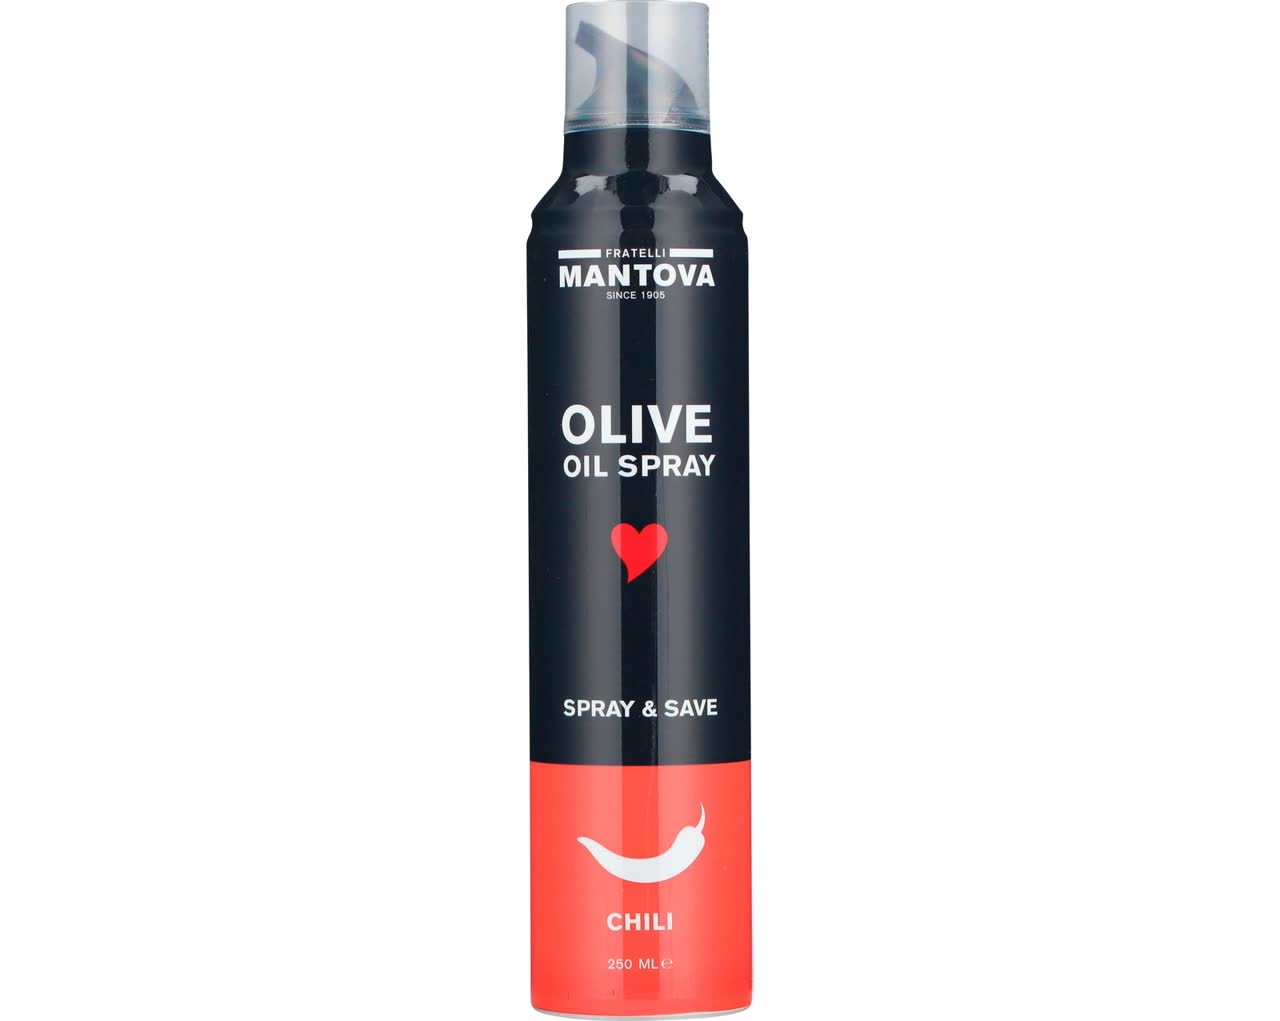 FRATELLI
MANTOVA
SINCE 1905
OLIVE
OIL SPRAY
SPRAY & SAVE
CHILI
250 ML ℮